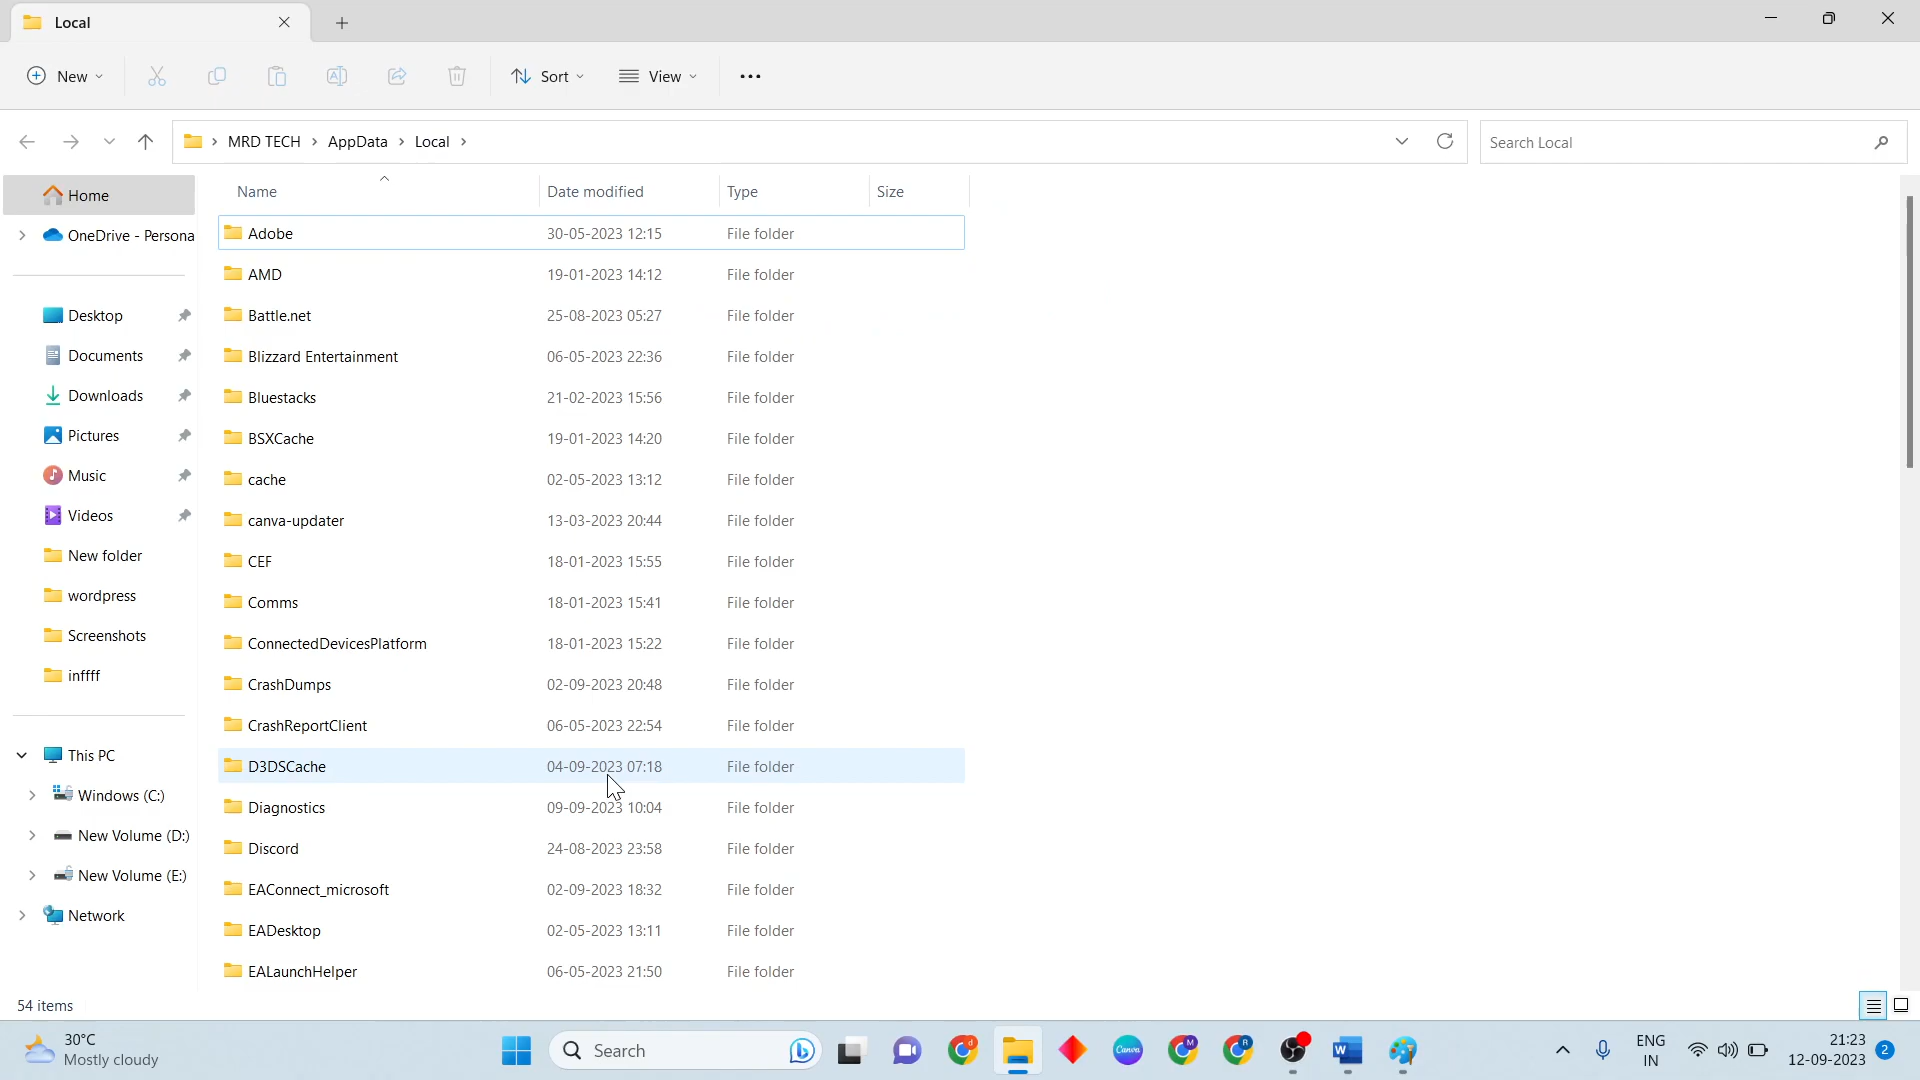 Local
New
Sort
View
MRD TECH
AppData
Local
Search Local
Home
OneDrive - Persona
Desktop
Documents
Downloads
Pictures
Music
Videos
New folder
wordpress
Screenshots
inffff
This PC
Windows (C:)
New Volume (D:)
New Volume (E:)
Network
Name Date modified Type Size
Adobe 30-05-2023 12:15 File folder
AMD 19-01-2023 14:12 File folder
Battle.net 25-08-2023 05:27 File folder
Blizzard Entertainment 06-05-2023 22:36 File folder
Bluestacks 21-02-2023 15:56 File folder
BSXCache 19-01-2023 14:20 File folder
cache 02-05-2023 13:12 File folder
canva-updater 13-03-2023 20:44 File folder
CEF 18-01-2023 15:55 File folder
Comms 18-01-2023 15:41 File folder
ConnectedDevicesPlatform 18-01-2023 15:22 File folder
CrashDumps 02-09-2023 20:48 File folder
CrashReportClient 06-05-2023 22:54 File folder
D3DSCache 04-09-2023 07:18 File folder
Diagnostics 09-09-2023 10:04 File folder
Discord 24-08-2023 23:58 File folder
EAConnect_microsoft 02-09-2023 18:32 File folder
EADesktop 02-05-2023 13:11 File folder
EALaunchHelper 06-05-2023 21:50 File folder
54 items
30°C
Mostly cloudy
Search
d
Canva
M
R
W
ENG
IN
21:23
12-09-2023
2